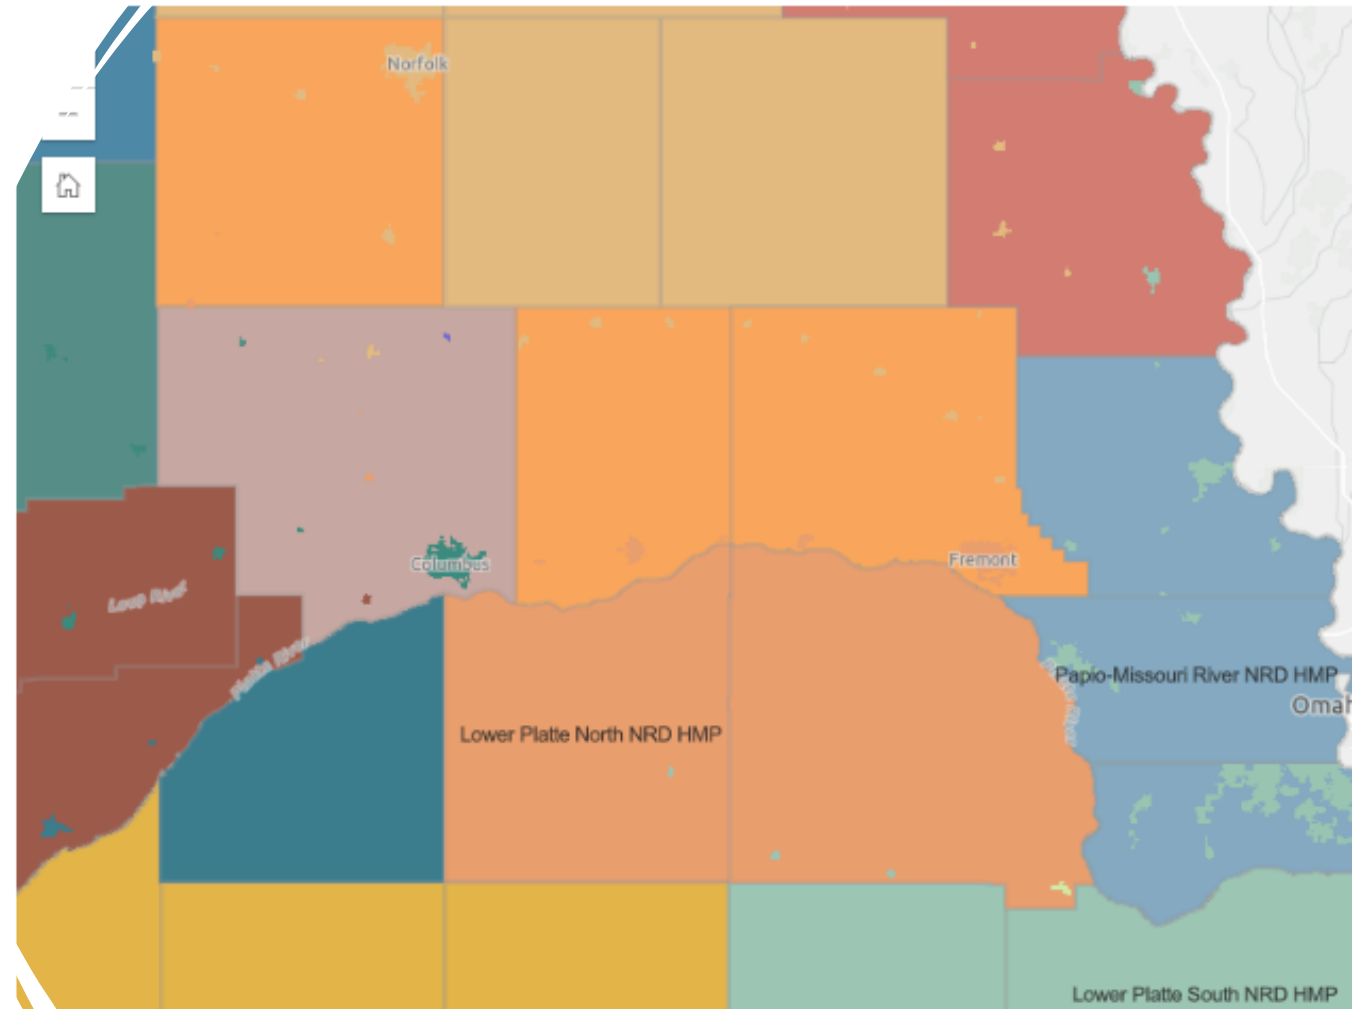 Norfolk
Columbus
Fremont
Loup River
Platte River
Papio-Missouri River NRD HMP
Omah
Lower Platte North NRD HMP
Lower Platte South NRD HMP